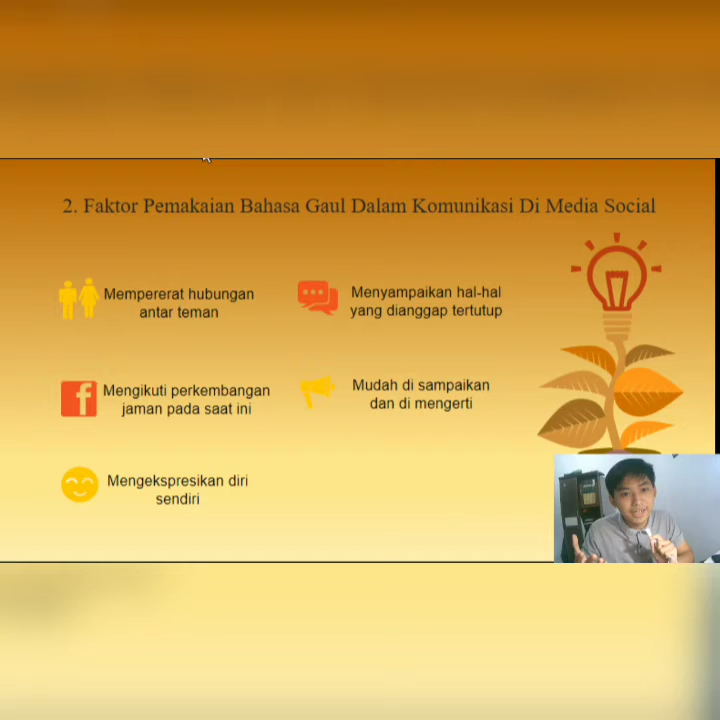 2. Faktor Pemakaian Bahasa Gaul Dalam Komunikasi Di Media Social
Mempererat hubungan
antar teman
Menyampaikan hal-hal
yang dianggap tertutup
Mengikuti perkembangan
jaman pada saat ini
Mudah di sampaikan
dan di mengerti
Mengekspresikan diri
sendiri